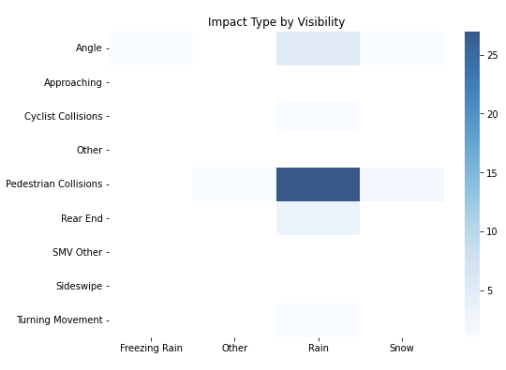 Impact Type by Visibility
Angle
Approaching
Cyclist Collisions
Other
Pedestrian Collisions
Rear End
SMV Other
Sideswipe
Turning Movement
Freezing Rain
Other
Rain
Snow
25
20
15
10
5